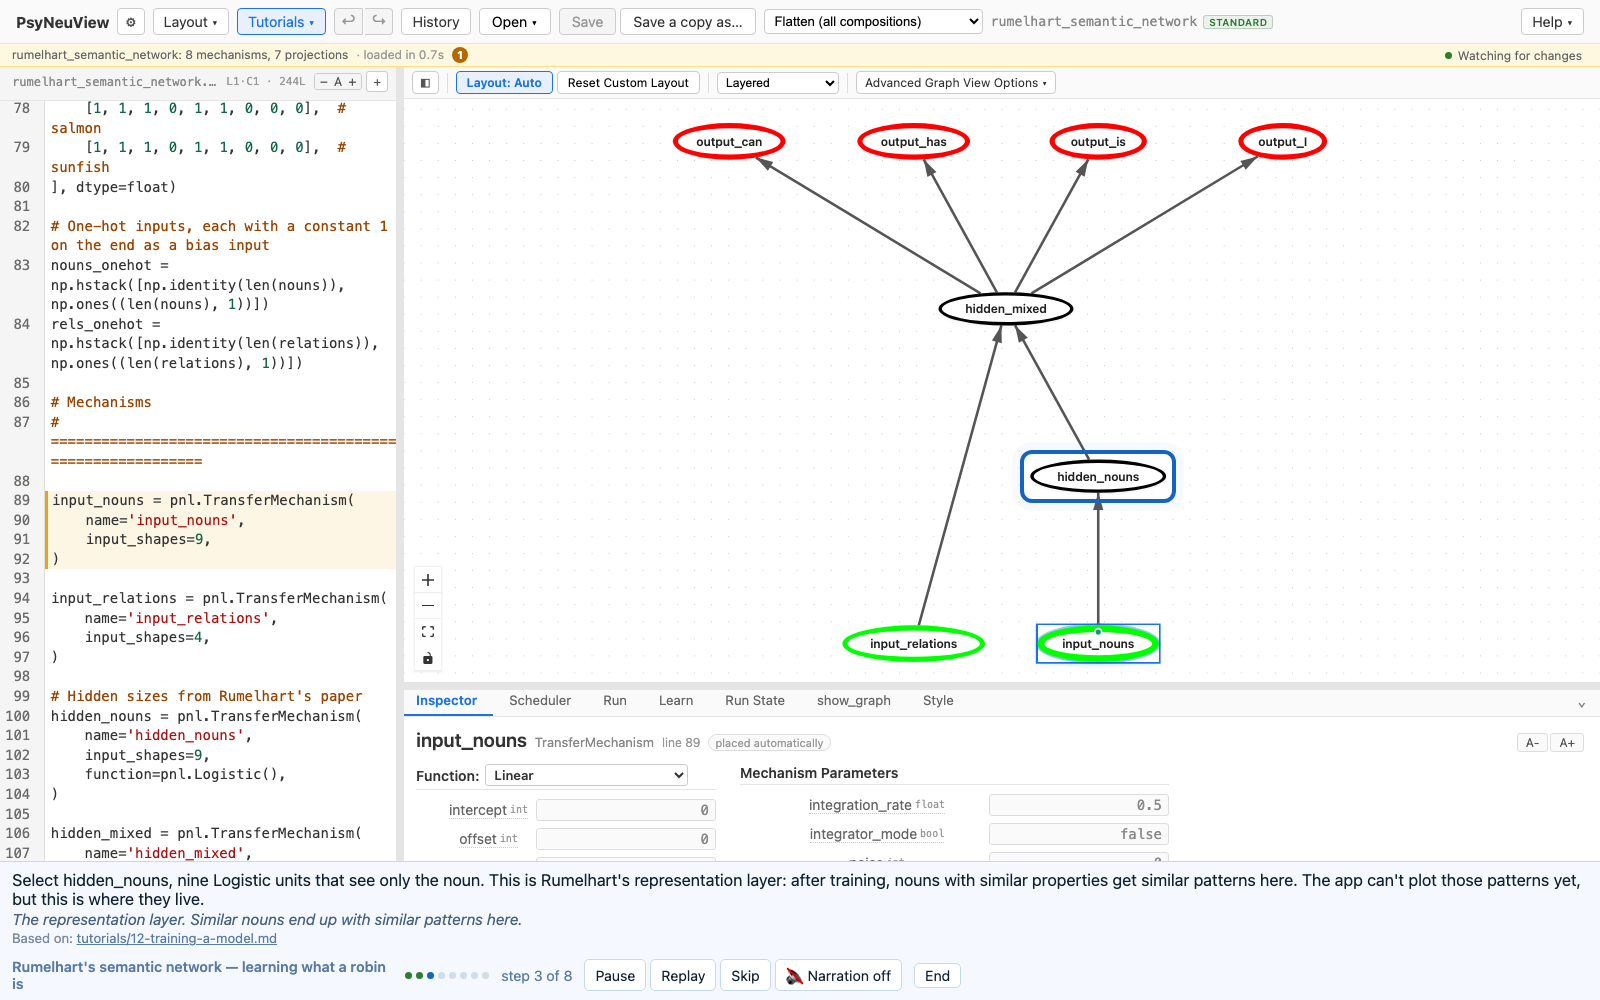 PsyNeuView ⚙ Layout ▾ Tutorials ▾ ↩ ↪ History Open ▾ Save Save a copy as... Flatten (all compositions) rumelhart_semantic_network STANDARD Help ▾
rumelhart_semantic_network: 8 mechanisms, 7 projections · loaded in 0.7s 1 Watching for changes
rumelhart_semantic_network.... L1·C1 · 244L − A + +
Layout: Auto Reset Custom Layout Layered Advanced Graph View Options ▾
78 [1, 1, 1, 0, 1, 1, 0, 0, 0], #
salmon
79 [1, 1, 1, 0, 1, 1, 0, 0, 0], #
sunfish
80 ], dtype=float)
81
82 # One-hot inputs, each with a constant 1
on the end as a bias input
83 nouns_onehot =
np.hstack([np.identity(len(nouns)),
np.ones((len(nouns), 1))])
84 rels_onehot =
np.hstack([np.identity(len(relations)),
np.ones((len(relations), 1))])
85
86 # Mechanisms
87 #
=========================================
==================
88
89 input_nouns = pnl.TransferMechanism(
90 name='input_nouns',
91 input_shapes=9,
92 )
93
94 input_relations = pnl.TransferMechanism(
95 name='input_relations',
96 input_shapes=4,
97 )
98
99 # Hidden sizes from Rumelhart's paper
100 hidden_nouns = pnl.TransferMechanism(
101 name='hidden_nouns',
102 input_shapes=9,
103 function=pnl.Logistic(),
104 )
105
106 hidden_mixed = pnl.TransferMechanism(
107 name='hidden_mixed',
output_can output_has output_is output_I
hidden_mixed
hidden_nouns
input_relations input_nouns
Inspector Scheduler Run Learn Run State show_graph Style
input_nouns TransferMechanism line 89 placed automatically A- A+
Function: Linear
intercept int 0
offset int 0
Mechanism Parameters
integration_rate float 0.5
integrator_mode bool false
Select hidden_nouns, nine Logistic units that see only the noun. This is Rumelhart's representation layer: after training, nouns with similar properties get similar patterns here. The app can't plot those patterns yet,
but this is where they live.
The representation layer. Similar nouns end up with similar patterns here.
Based on: tutorials/12-training-a-model.md
Rumelhart's semantic network — learning what a robin
is
step 3 of 8 Pause Replay Skip Narration off End